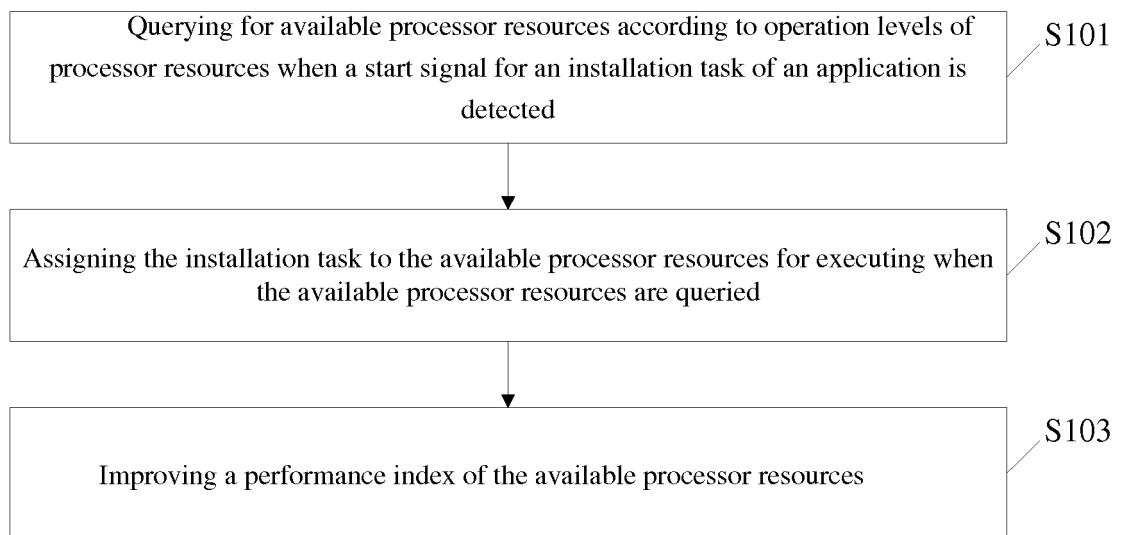 Querying for available processor resources according to operation levels of
processor resources when a start signal for an installation task of an application is
detected
S101
Assigning the installation task to the available processor resources for executing when
the available processor resources are queried
S102
Improving a performance index of the available processor resources
S103